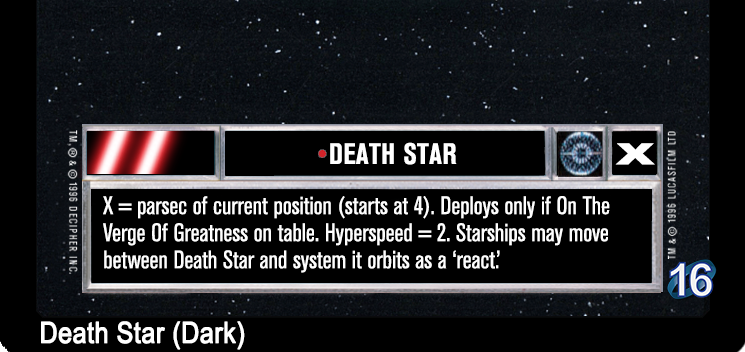 •DEATH STAR
X
X = parsec of current position (starts at 4). Deploys only if On The
Verge Of Greatness on table. Hyperspeed = 2. Starships may move
between Death Star and system it orbits as a ‘react.’
TM, ® & © 1996 DECIPHER INC.
TM & © 1996 LUCASFILM LTD
16
Death Star (Dark)